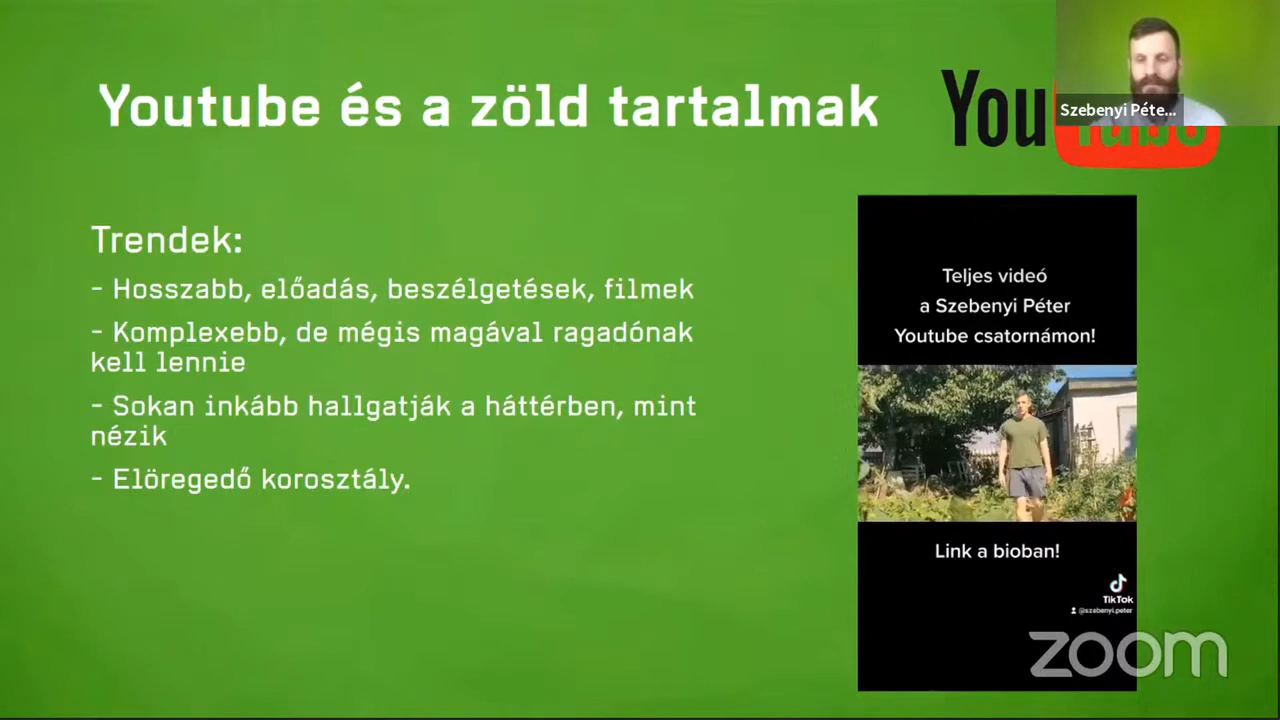 Youtube és a zöld tartalmak
You
Tube
Szebenyi Péte...
Trendek:
- Hosszabb, előadás, beszélgetések, filmek
- Komplexebb, de mégis magával ragadónak
kell lennie
- Sokan inkább hallgatják a háttérben, mint
nézik
- Elöregedő korosztály.
Teljes videó
a Szebenyi Péter
Youtube csatornámon!
Link a bioban!
TikTok
@szebenyi.peter
zoom